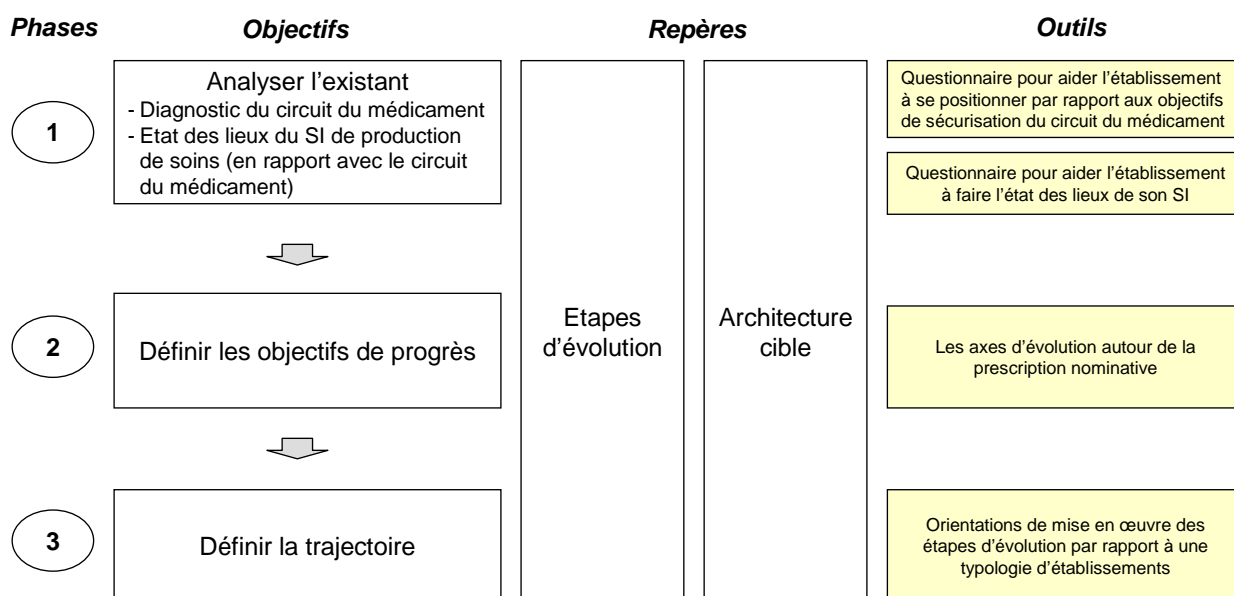 Phases
Objectifs
Repères
Outils
1
Analyser l'existant
- Diagnostic du circuit du médicament
- Etat des lieux du SI de production
de soins (en rapport avec le circuit
du médicament)
Questionnaire pour aider l'établissement
à se positionner par rapport aux objectifs
de sécurisation du circuit du médicament
Questionnaire pour aider l'établissement
à faire l'état des lieux de son SI
2
Définir les objectifs de progrès
Etapes
d'évolution
Architecture
cible
Les axes d'évolution autour de la
prescription nominative
3
Définir la trajectoire
Orientations de mise en œuvre des
étapes d'évolution par rapport à une
typologie d'établissements